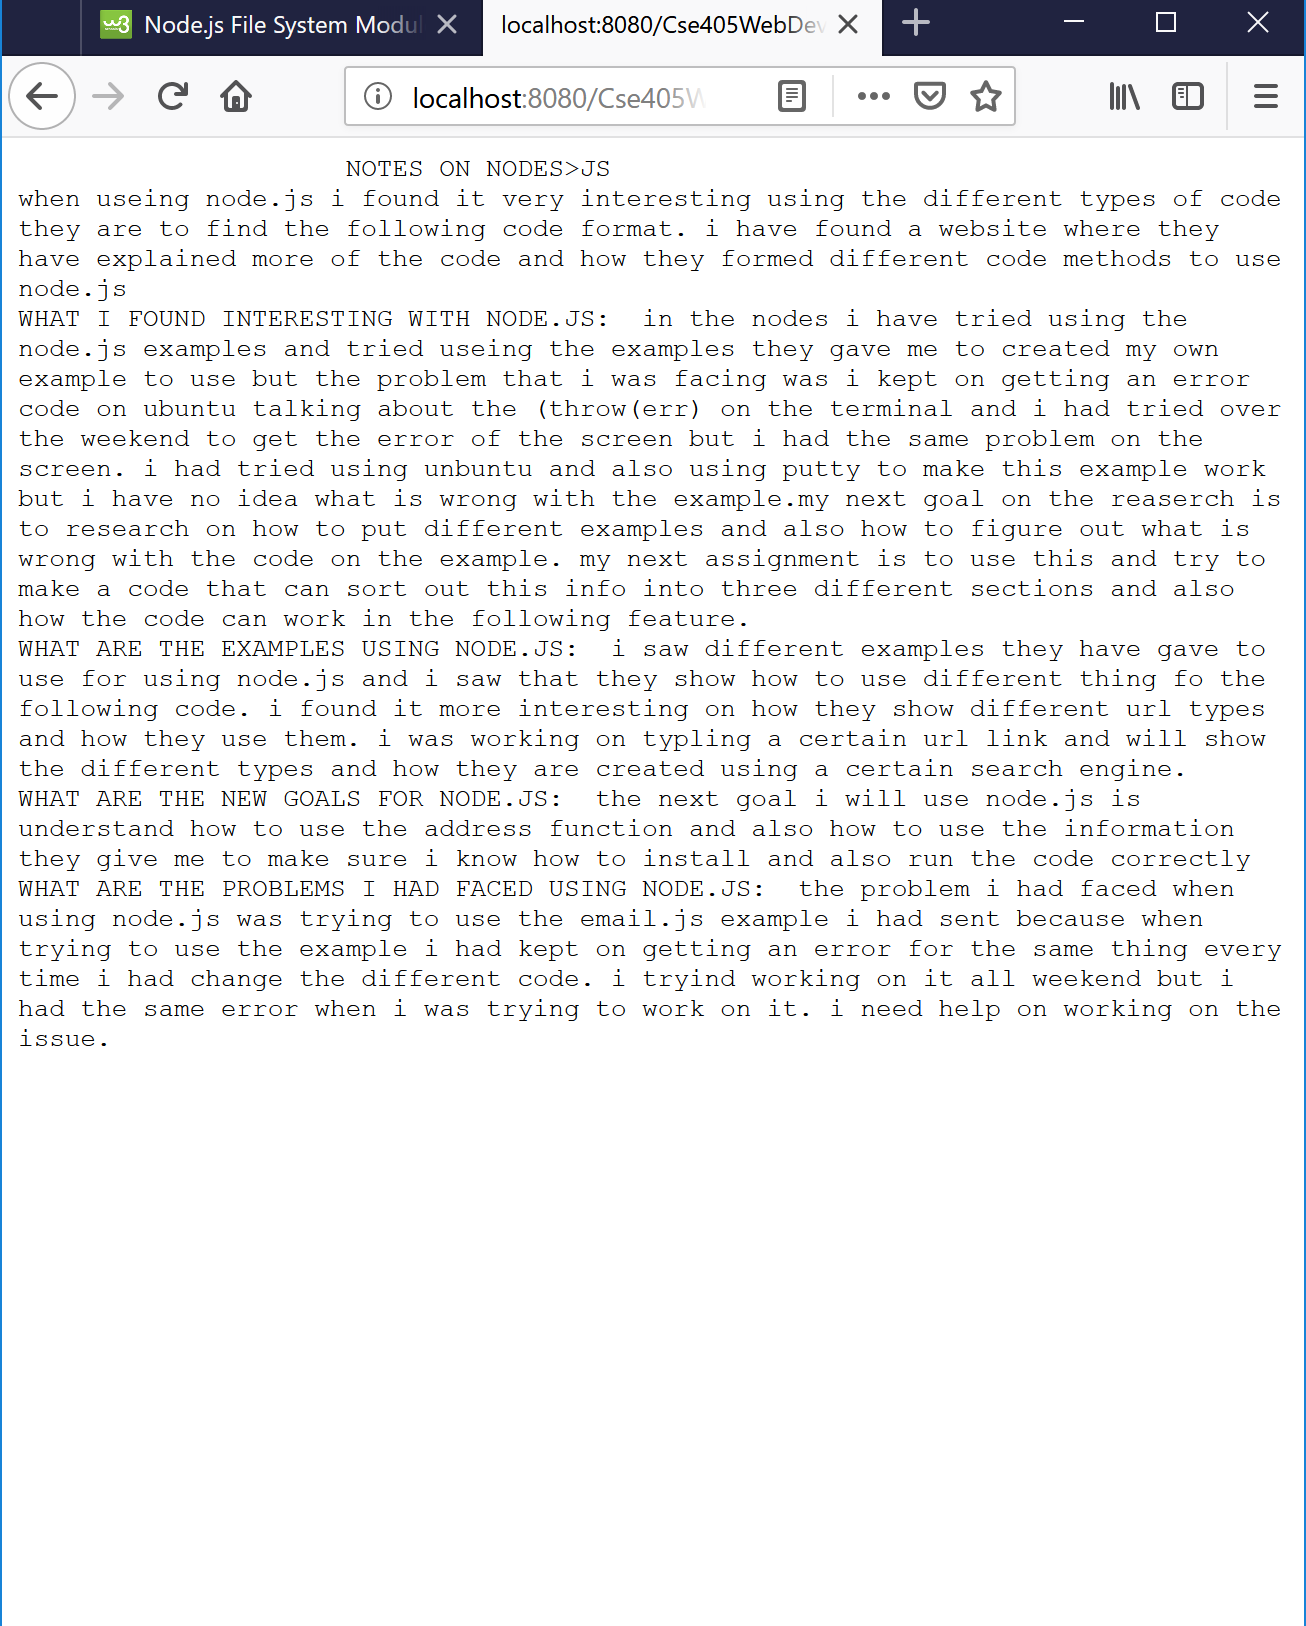 Node.js File System Modul
localhost:8080/Cse405WebDev
localhost:8080/Cse405W
NOTES ON NODES>JS
when useing node.js i found it very interesting using the different types of code
they are to find the following code format. i have found a website where they
have explained more of the code and how they formed different code methods to use
node.js
WHAT I FOUND INTERESTING WITH NODE.JS:  in the nodes i have tried using the
node.js examples and tried useing the examples they gave me to created my own
example to use but the problem that i was facing was i kept on getting an error
code on ubuntu talking about the (throw(err) on the terminal and i had tried over
the weekend to get the error of the screen but i had the same problem on the
screen. i had tried using unbuntu and also using putty to make this example work
but i have no idea what is wrong with the example.my next goal on the reaserch is
to research on how to put different examples and also how to figure out what is
wrong with the code on the example. my next assignment is to use this and try to
make a code that can sort out this info into three different sections and also
how the code can work in the following feature.
WHAT ARE THE EXAMPLES USING NODE.JS:  i saw different examples they have gave to
use for using node.js and i saw that they show how to use different thing fo the
following code. i found it more interesting on how they show different url types
and how they use them. i was working on typling a certain url link and will show
the different types and how they are created using a certain search engine.
WHAT ARE THE NEW GOALS FOR NODE.JS:  the next goal i will use node.js is
understand how to use the address function and also how to use the information
they give me to make sure i know how to install and also run the code correctly
WHAT ARE THE PROBLEMS I HAD FACED USING NODE.JS:  the problem i had faced when
using node.js was trying to use the email.js example i had sent because when
trying to use the example i had kept on getting an error for the same thing every
time i had change the different code. i tryind working on it all weekend but i
had the same error when i was trying to work on it. i need help on working on the
issue.